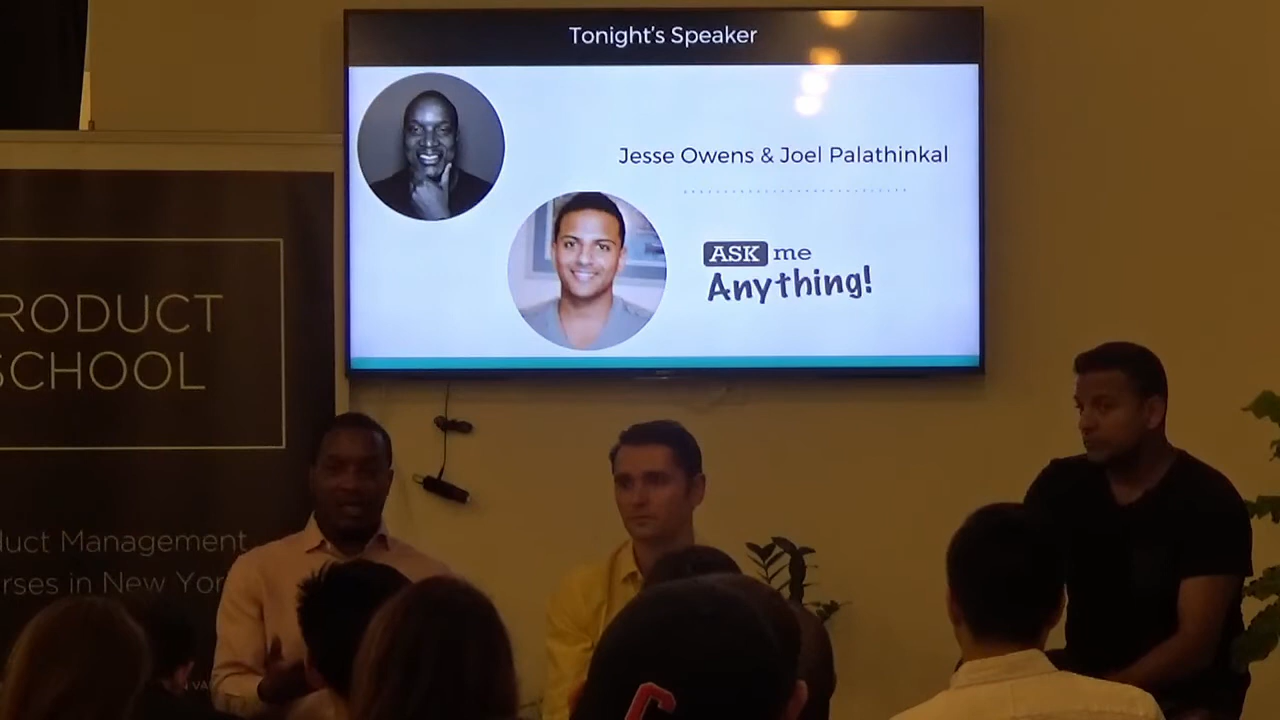 Tonight's Speaker
Jesse Owens & Joel Palathinkal
ASK me
Anything!
RODUCT
SCHOOL
duct Management
rses in New Yor
C